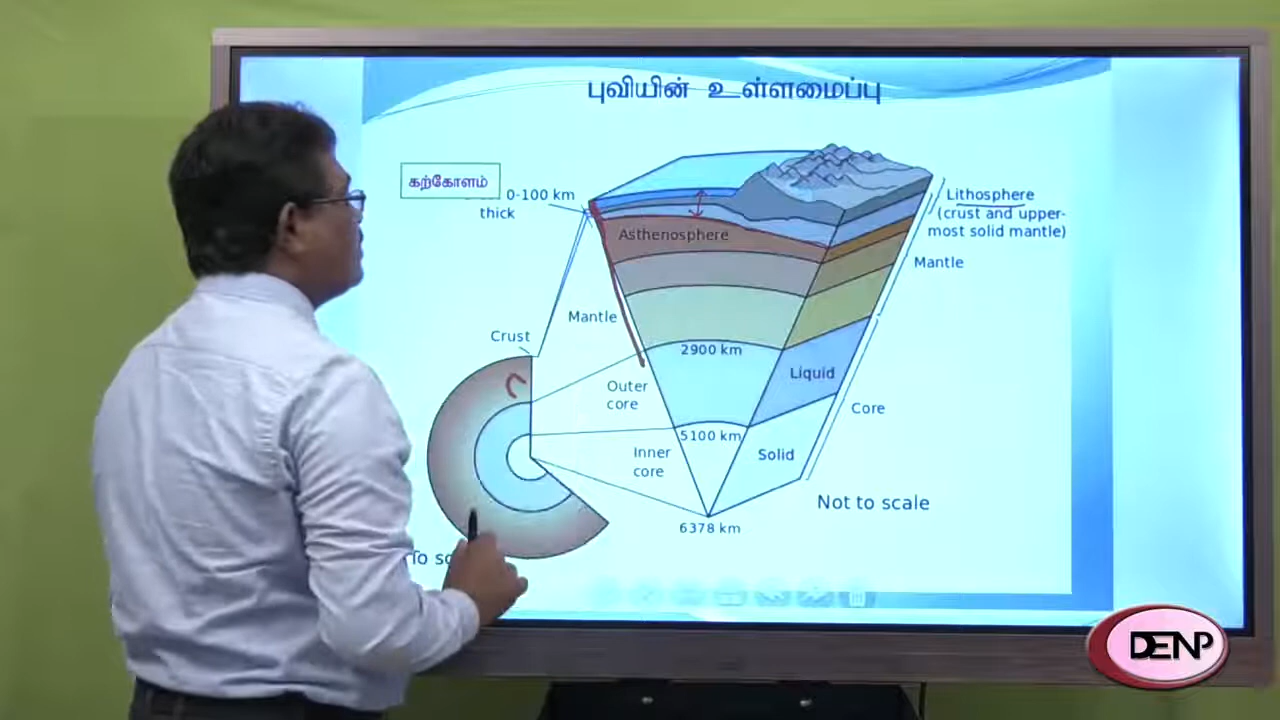 புவியின் உள்ளமைப்பு
கற்கோளம்
0-100 km
thick
Lithosphere
(crust and upper-
most solid mantle)
Asthenosphere
Mantle
Mantle
Crust
2900 km
Liquid
Outer
core
Core
5100 km
Inner
core
Solid
Not to scale
6378 km
To
DENP